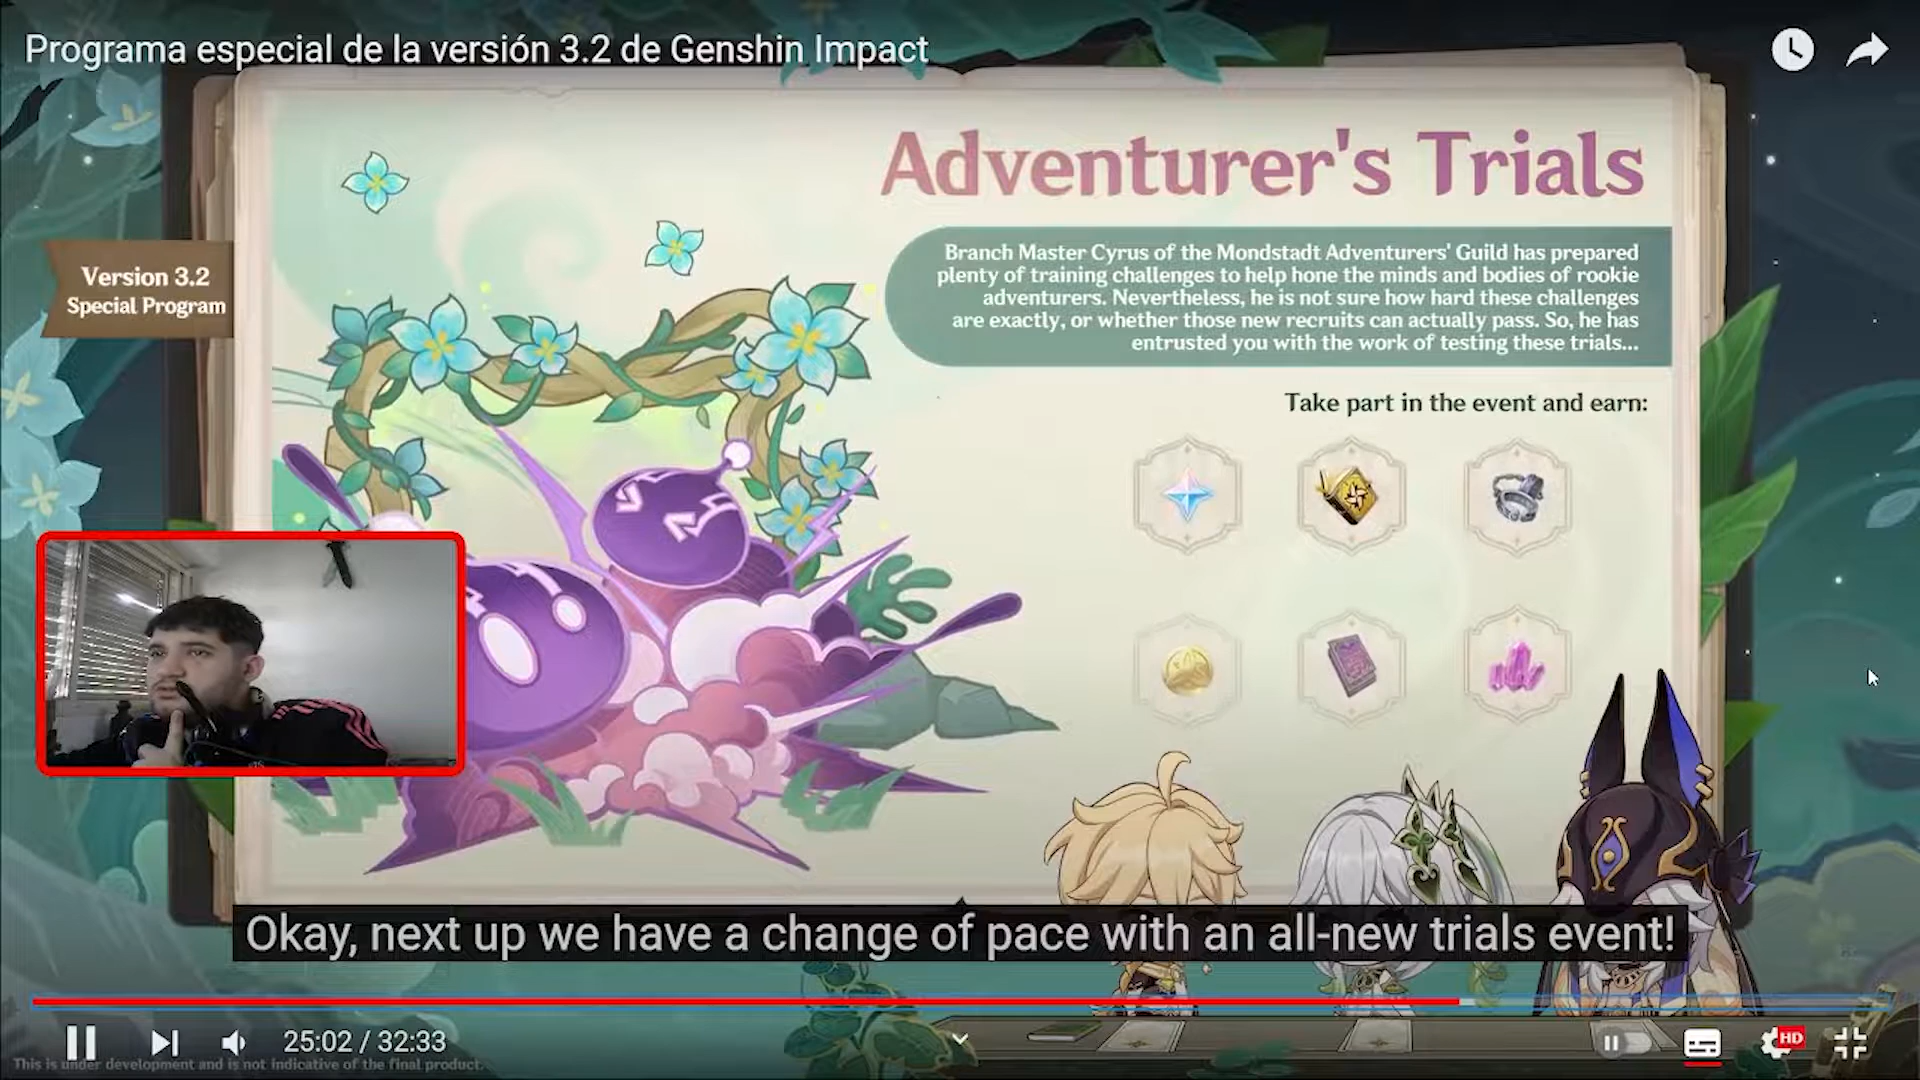 Programa especial de la versión 3.2 de Genshin Impact
Adventurer's Trials
Branch Master Cyrus of the Mondstadt Adventurers' Guild has prepared
plenty of training challenges to help hone the minds and bodies of rookie
adventurers. Nevertheless, he is not sure how hard these challenges
are exactly, or whether those new recruits can actually pass. So, he has
entrusted you with the work of testing these trials...
Version 3.2
Special Program
Take part in the event and earn:
Okay, next up we have a change of pace with an all-new trials event!
25:02 / 32:33
HD
This is under development and is not indicative of the final product.